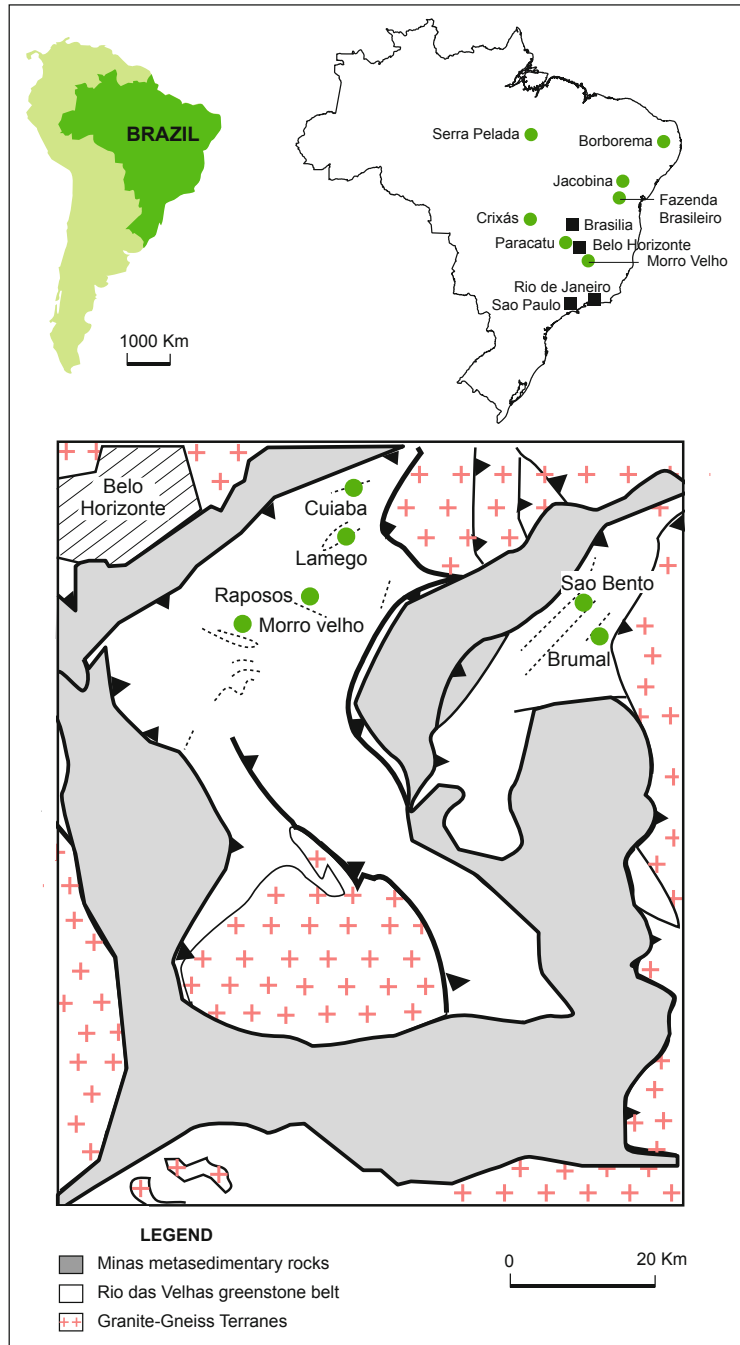 BRAZIL
1000 Km
Serra Pelada
Borborema
Jacobina
Fazenda
Brasileiro
Crixás
Brasilia
Paracatu
Belo Horizonte
Morro Velho
Rio de Janeiro
Sao Paulo
Belo
Horizonte
Cuiaba
Lamego
Raposos
Morro velho
Sao Bento
Brumal
LEGEND
Minas metasedimentary rocks
Rio das Velhas greenstone belt
Granite-Gneiss Terranes
0 20 Km